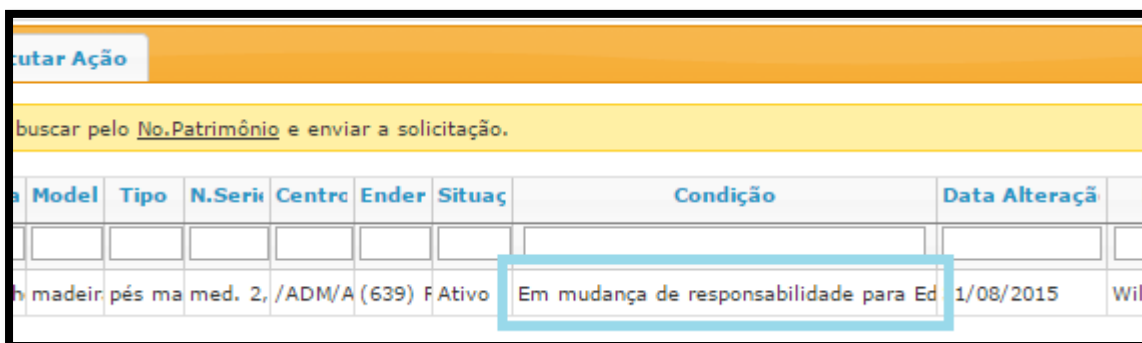 cutar Ação
buscar pelo No.Patrimônio e enviar a solicitação.
a Model Tipo N.Serie Centro Ender Situaç Condição Data Alteraçã
h madeir pés ma med. 2, /ADM/A (639) F Ativo Em mudança de responsabilidade para Ed 1/08/2015 Wil